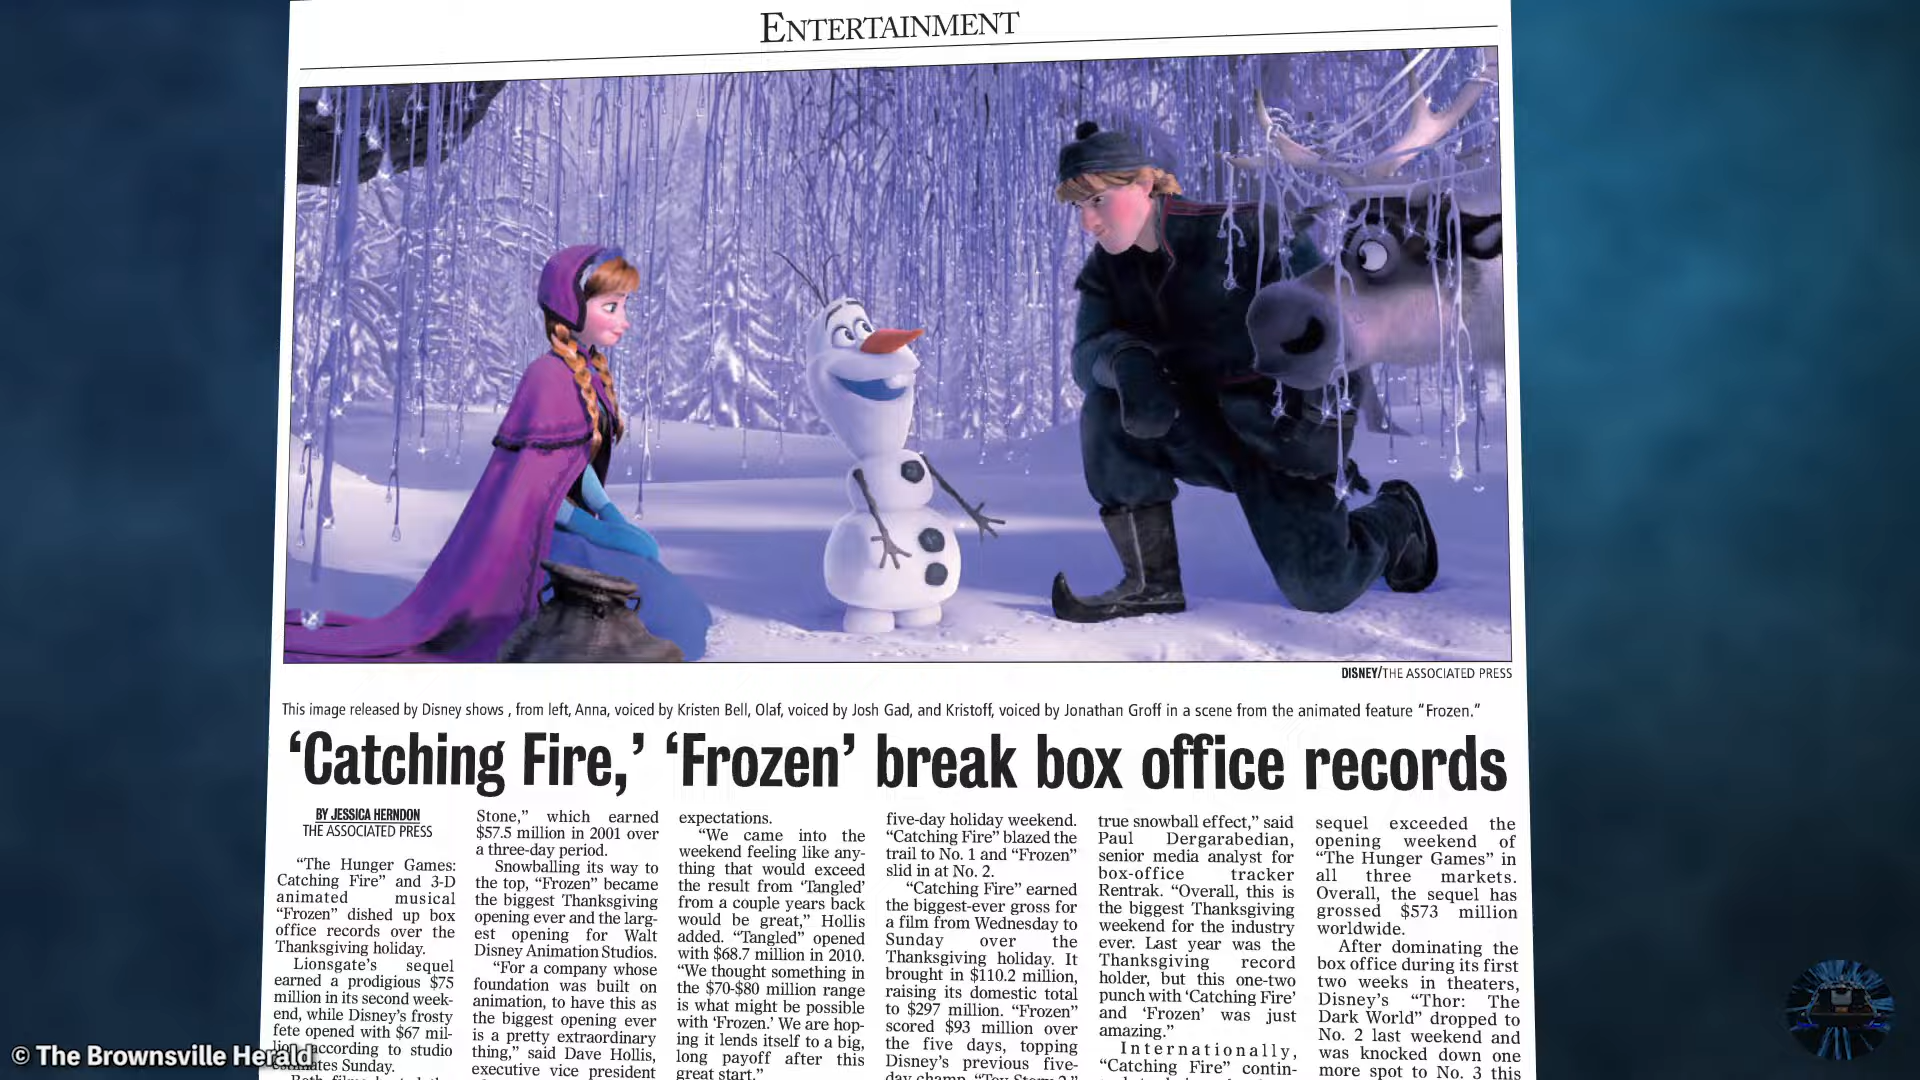 ENTERTAINMENT
DISNEY/THE ASSOCIATED PRESS
This image released by Disney shows , from left, Anna, voiced by Kristen Bell, Olaf, voiced by Josh Gad, and Kristoff, voiced by Jonathan Groff in a scene from the animated feature “Frozen.”
‘Catching Fire,’ ‘Frozen’ break box office records
BY JESSICA HERNDON
THE ASSOCIATED PRESS
“The Hunger Games:
Catching Fire” and 3-D
animated musical
“Frozen” dished up box
office records over the
Thanksgiving holiday.
Lionsgate’s sequel
earned a prodigious $75
million in its second week-
end, while Disney’s frosty
fete opened with $67 mil-
according to studio
Sunday.
Stone,” which earned
$57.5 million in 2001 over
a three-day period.
Snowballing its way to
the top, “Frozen” became
the biggest Thanksgiving
opening ever and the larg-
est opening for Walt
Disney Animation Studios.
“For a company whose
foundation was built on
animation, to have this as
the biggest opening ever
is a pretty extraordinary
thing,” said Dave Hollis,
executive vice president
expectations.
“We came into the
weekend feeling like any-
thing that would exceed
the result from ‘Tangled’
from a couple years back
would be great,” Hollis
added. “Tangled” opened
with $68.7 million in 2010.
“We thought something in
the $70-$80 million range
is what might be possible
with ‘Frozen.’ We are hop-
ing it lends itself to a big,
long payoff after this
great start.”
five-day holiday weekend.
“Catching Fire” blazed the
trail to No. 1 and “Frozen”
slid in at No. 2.
“Catching Fire” earned
the biggest-ever gross for
a film from Wednesday to
Sunday over the
Thanksgiving holiday. It
brought in $110.2 million,
raising its domestic total
to $297 million. “Frozen”
scored $93 million over
the five days, topping
Disney’s previous five-
day champ, “Toy Story 2,”
true snowball effect,” said
Paul Dergarabedian,
senior media analyst for
box-office tracker
Rentrak. “Overall, this is
the biggest Thanksgiving
weekend for the industry
ever. Last year was the
Thanksgiving record
holder, but this one-two
punch with ‘Catching Fire’
and ‘Frozen’ was just
amazing.”
Internationally,
“Catching Fire” contin-
sequel exceeded the
opening weekend of
“The Hunger Games” in
all three markets.
Overall, the sequel has
grossed $573 million
worldwide.
After dominating the
box office during its first
two weeks in theaters,
Disney’s “Thor: The
Dark World” dropped to
No. 2 last weekend and
was knocked down one
more spot to No. 3 this
© The Brownsville Herald